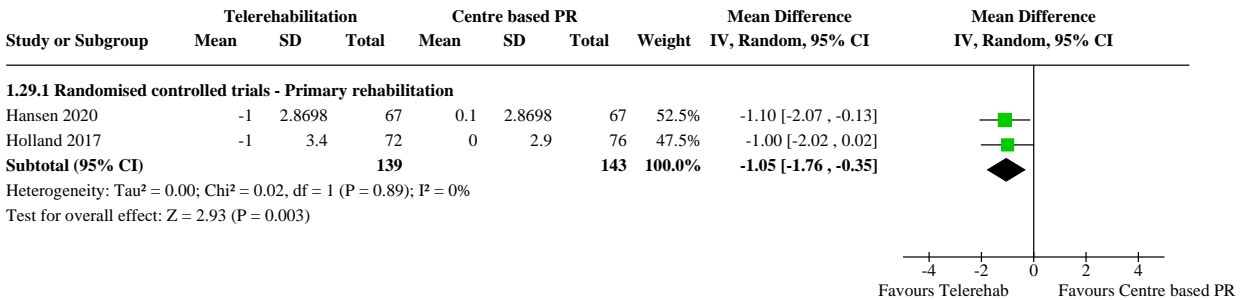 Telerehabilitation Centre based PR Mean Difference Mean Difference
Study or Subgroup Mean SD Total Mean SD Total Weight IV, Random, 95% CI IV, Random, 95% CI
1.29.1 Randomised controlled trials - Primary rehabilitation
Hansen 2020 -1 2.8698 67 0.1 2.8698 67 52.5% -1.10 [-2.07 , -0.13]
Holland 2017 -1 3.4 72 0 2.9 76 47.5% -1.00 [-2.02 , 0.02]
Subtotal (95% CI) 139 143 100.0% -1.05 [-1.76 , -0.35]
Heterogeneity: Tau² = 0.00; Chi² = 0.02, df = 1 (P = 0.89); I² = 0%
Test for overall effect: Z = 2.93 (P = 0.003)
-4 -2 0 2 4
Favours Telerehab Favours Centre based PR